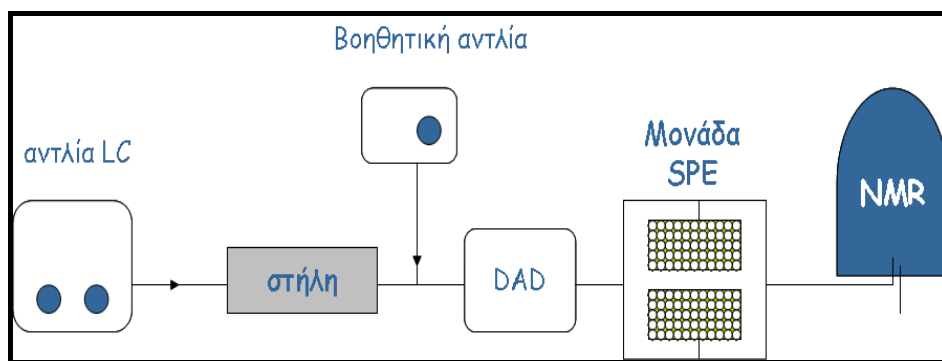 Βοηθητική αντλία
αντλία LC
Μονάδα
SPE
NMR
στήλη
DAD